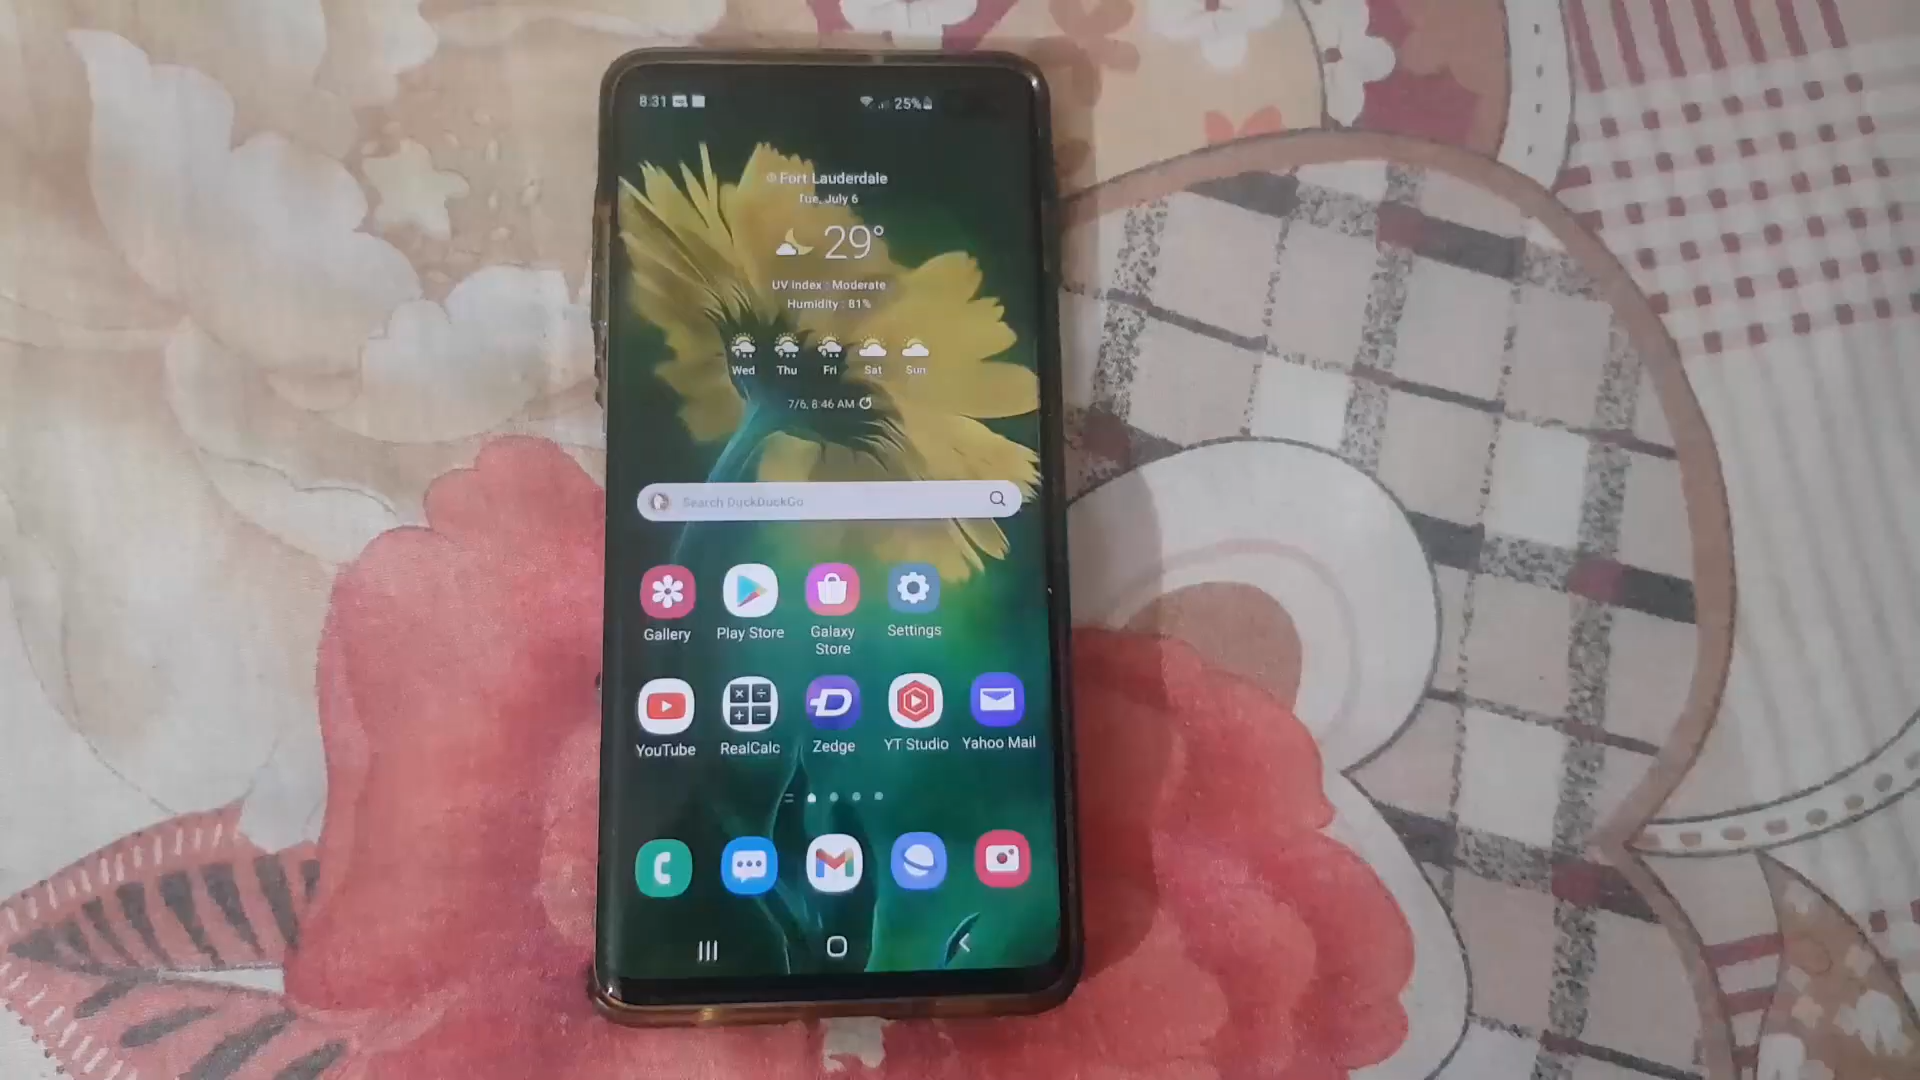 8:31
25%
Fort Lauderdale
Tue, July 6
29°
UV Index : Moderate
Humidity : 81%
Wed Thu Fri Sat Sun
7/6, 8:46 AM
Search DuckDuckGo
Gallery Play Store Galaxy Store Settings
YouTube RealCalc Zedge YT Studio Yahoo Mail